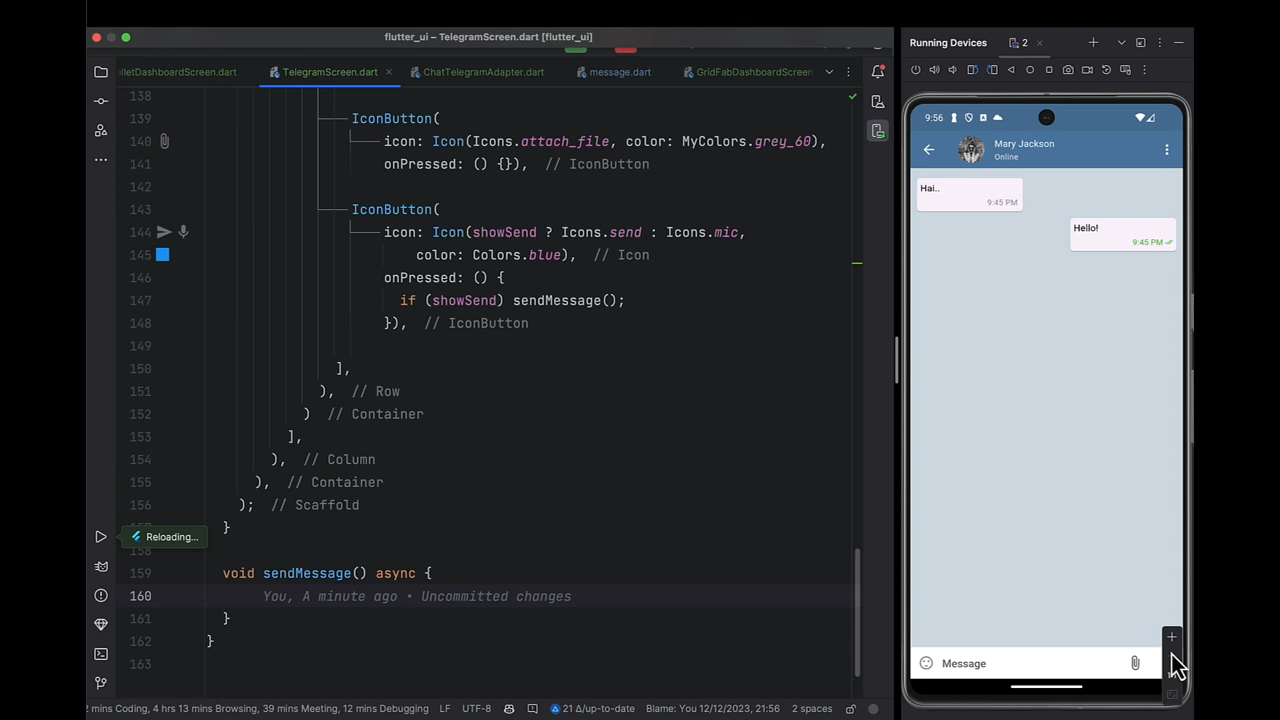 flutter_ui – TelegramScreen.dart [flutter_ui]
lletDashboardScreen.dart
TelegramScreen.dart
ChatTelegramAdapter.dart
message.dart
GridFabDashboardScreen
138
139 IconButton(
140 icon: Icon(Icons.attach_file, color: MyColors.grey_60),
141 onPressed: () {}), // IconButton
142
143 IconButton(
144 icon: Icon(showSend ? Icons.send : Icons.mic,
145 color: Colors.blue), // Icon
146 onPressed: () {
147 if (showSend) sendMessage();
148 }), // IconButton
149
150 ],
151 ), // Row
152 ) // Container
153 ],
154 ), // Column
155 ), // Container
156 ); // Scaffold
}
Reloading...
158
159 void sendMessage() async {
160 You, A minute ago • Uncommitted changes
161 }
162 }
163
2 mins Coding, 4 hrs 13 mins Browsing, 39 mins Meeting, 12 mins Debugging
LF
UTF-8
21 Δ/up-to-date
Blame: You 12/12/2023, 21:56
2 spaces
Running Devices
2
9:56
Mary Jackson
Online
Hai..
9:45 PM
Hello!
9:45 PM
Message